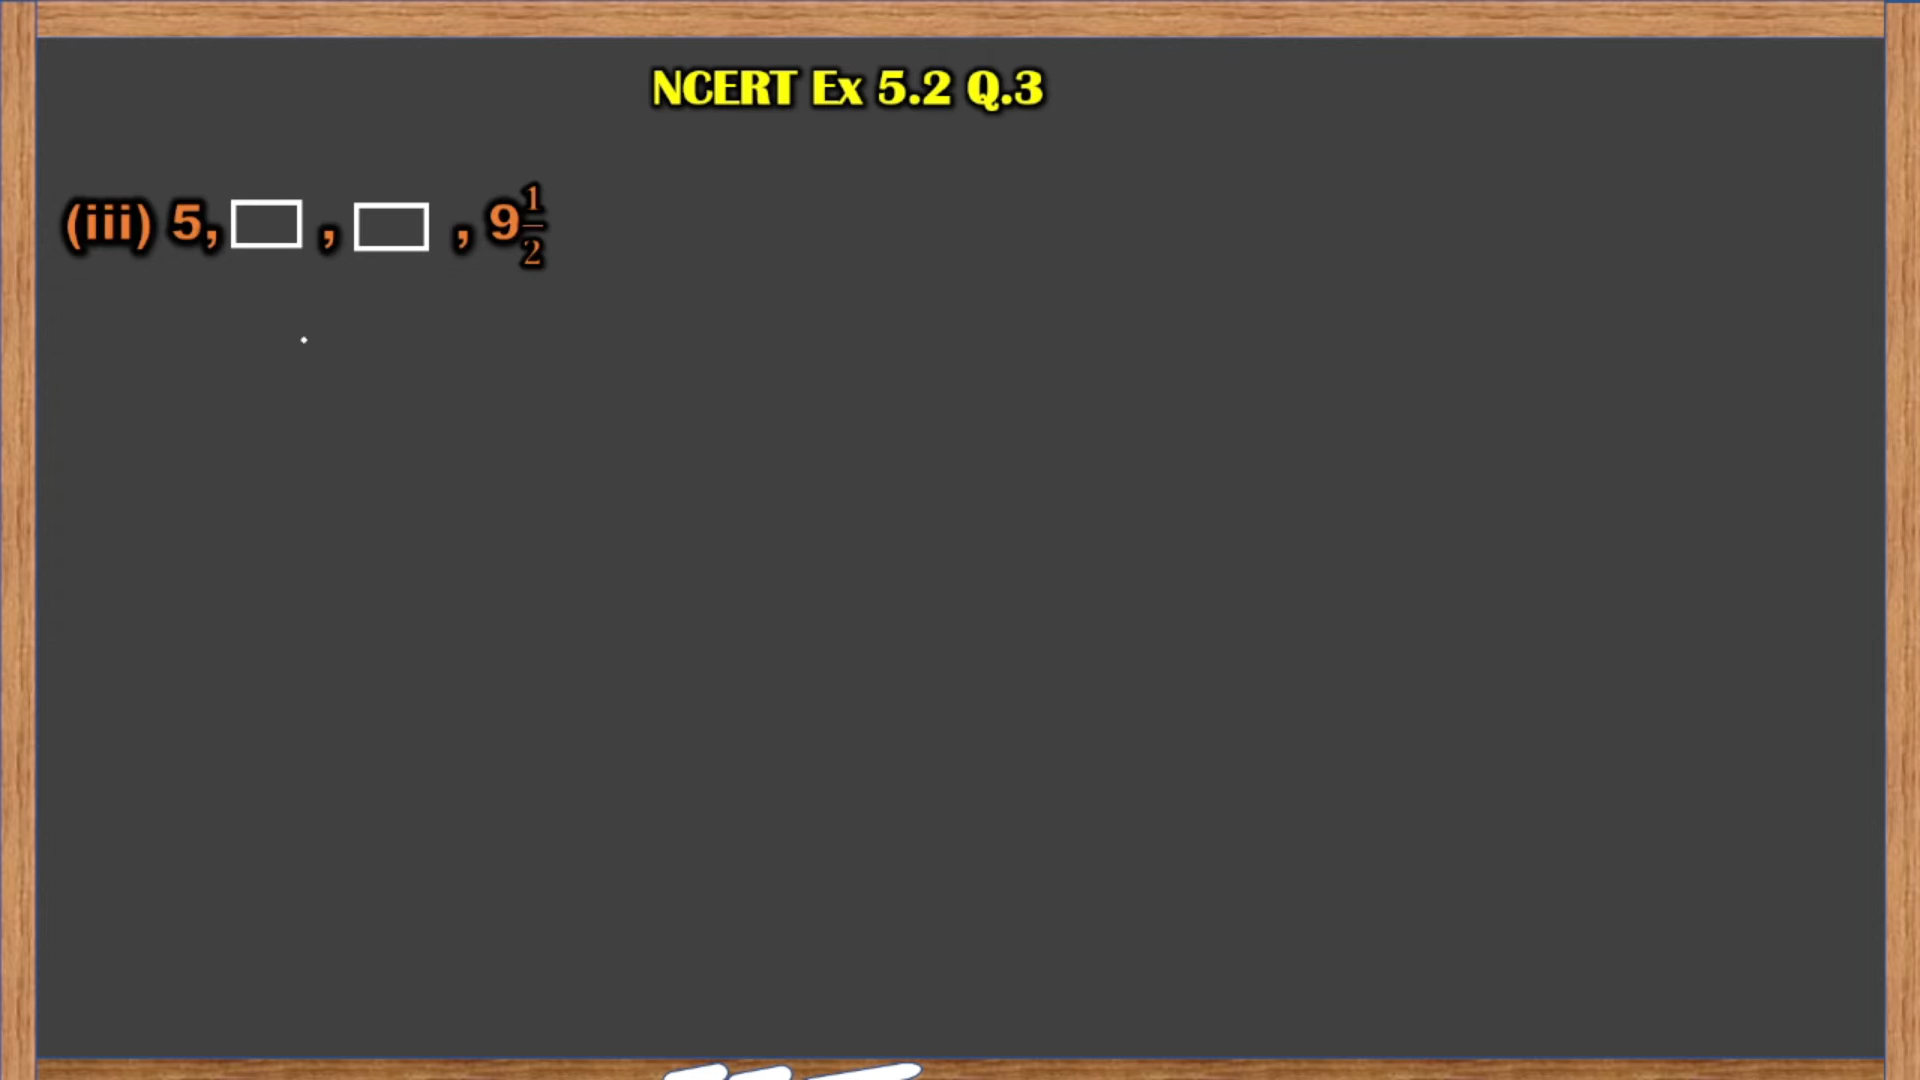 NCERT Ex 5.2 Q.3
(iii) 5, □ , □ , 9 1/2